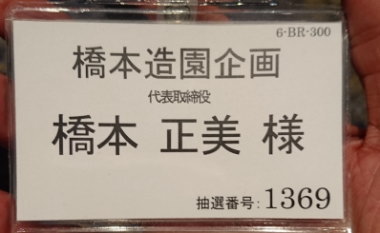 6-BR-300
橋本造園企画
代表取締役
橋本 正美 様
抽選番号:1369